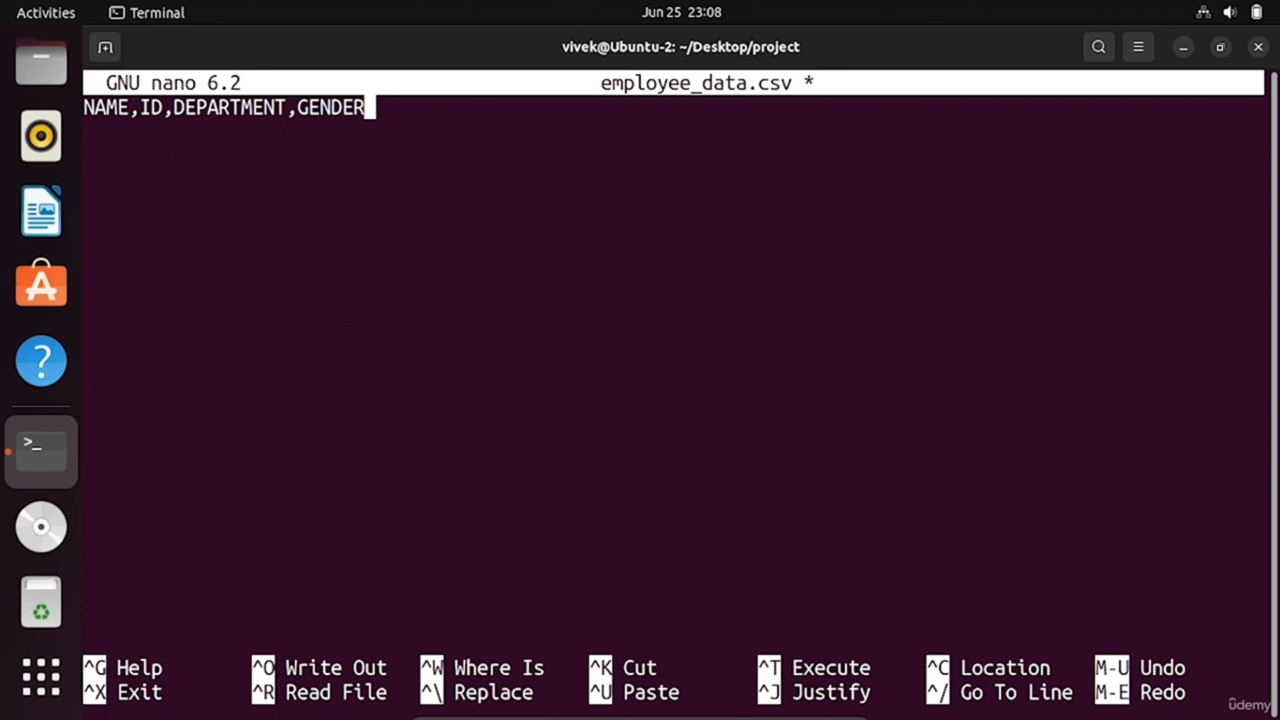 Activities Terminal Jun 25 23:08
vivek@Ubuntu-2: ~/Desktop/project
GNU nano 6.2 employee_data.csv *
NAME,ID,DEPARTMENT,GENDER
^G Help ^O Write Out ^W Where Is ^K Cut ^T Execute ^C Location M-U Undo
^X Exit ^R Read File ^\ Replace ^U Paste ^J Justify ^/ Go To Line M-E Redo
udemy